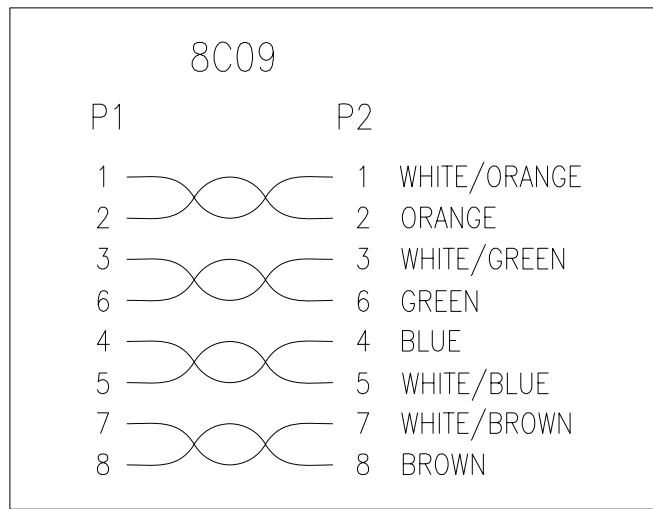 8C09
P1 P2
1 1 WHITE/ORANGE
2 2 ORANGE
3 3 WHITE/GREEN
6 6 GREEN
4 4 BLUE
5 5 WHITE/BLUE
7 7 WHITE/BROWN
8 8 BROWN